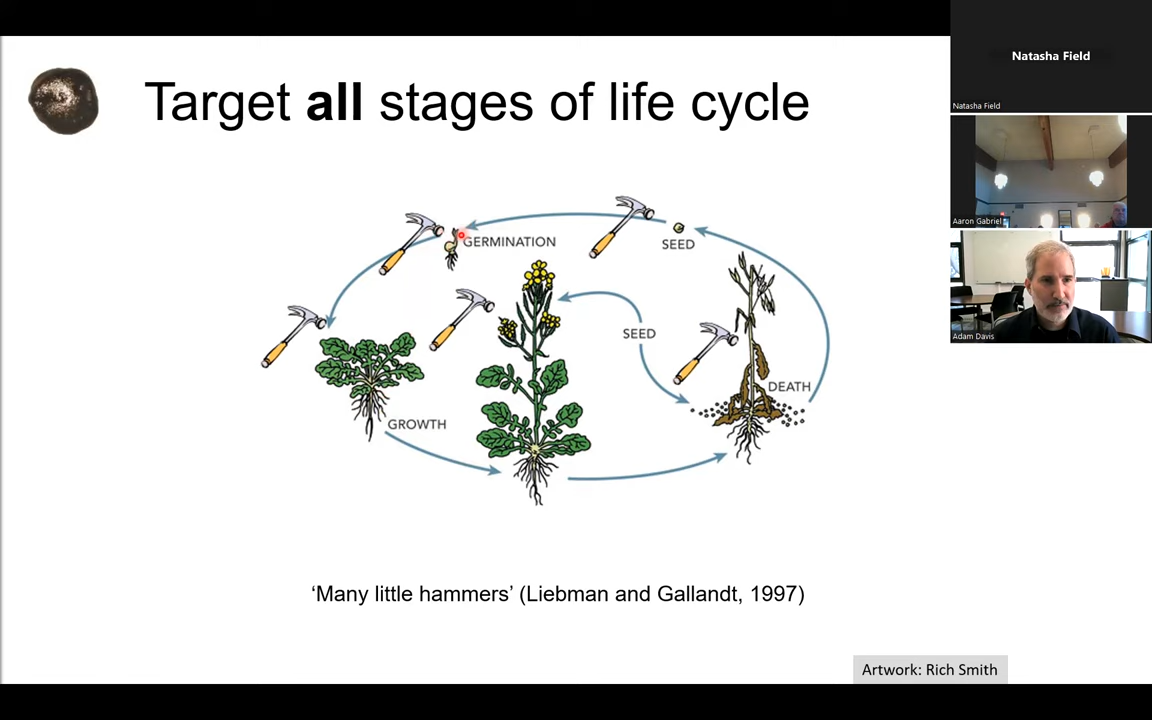 Target all stages of life cycle
GERMINATION
SEED
SEED
DEATH
GROWTH
‘Many little hammers’ (Liebman and Gallandt, 1997)
Artwork: Rich Smith
Natasha Field
Natasha Field
Aaron Gabriel
Adam Davis